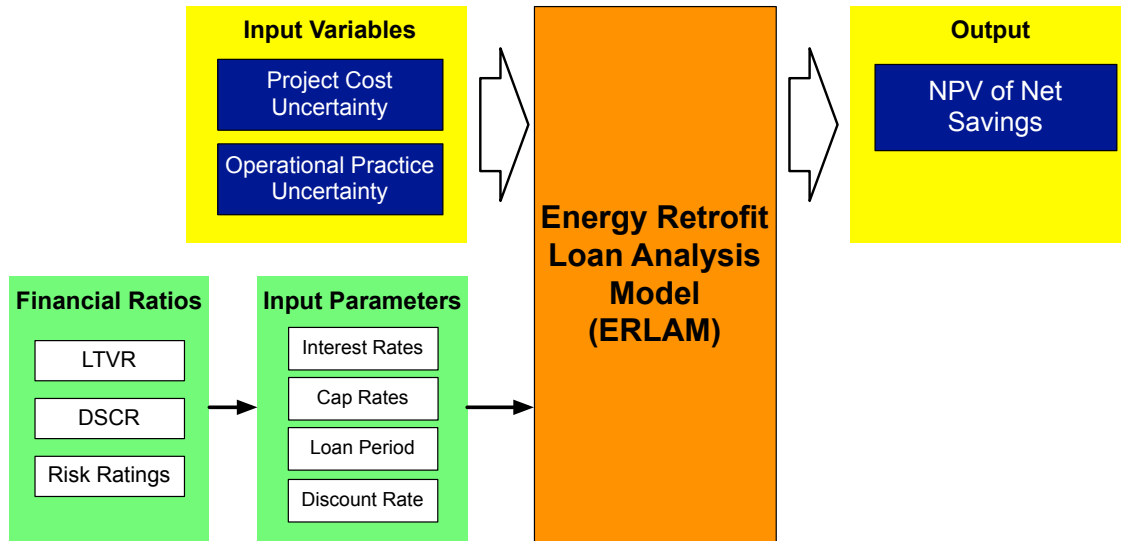 Input Variables
Project Cost
Uncertainty
Operational Practice
Uncertainty
Financial Ratios
LTVR
DSCR
Risk Ratings
Input Parameters
Interest Rates
Cap Rates
Loan Period
Discount Rate
Energy Retrofit
Loan Analysis
Model
(ERLAM)
Output
NPV of Net
Savings